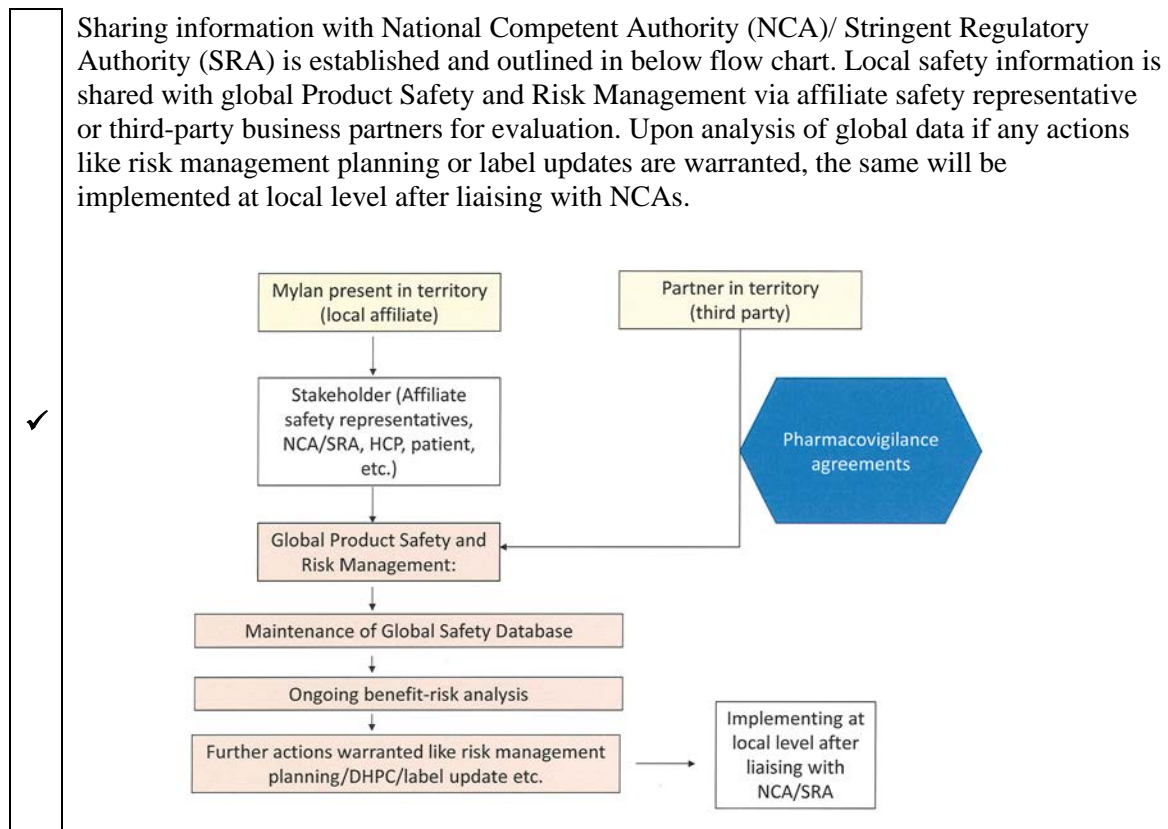 Sharing information with National Competent Authority (NCA)/ Stringent Regulatory
Authority (SRA) is established and outlined in below flow chart. Local safety information is
shared with global Product Safety and Risk Management via affiliate safety representative
or third-party business partners for evaluation. Upon analysis of global data if any actions
like risk management planning or label updates are warranted, the same will be
implemented at local level after liaising with NCAs.
Mylan present in territory
(local affiliate)
Partner in territory
(third party)
Stakeholder (Affiliate
safety representatives,
NCA/SRA, HCP, patient,
etc.)
✓
Pharmacovigilance
agreements
Global Product Safety and
Risk Management:
Maintenance of Global Safety Database
Ongoing benefit-risk analysis
Further actions warranted like risk management
planning/DHPC/label update etc.
Implementing at
local level after
liaising with
NCA/SRA